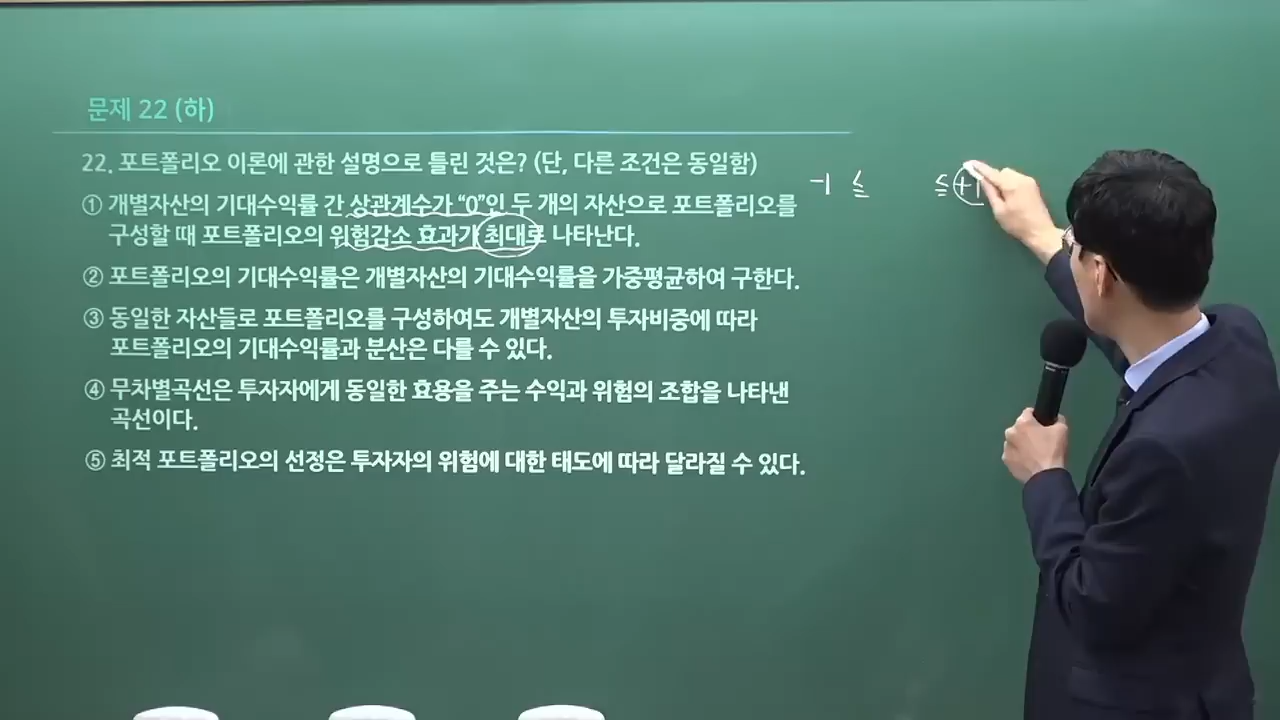 문제 22 (하)
22. 포트폴리오 이론에 관한 설명으로 틀린 것은? (단, 다른 조건은 동일함)
① 개별자산의 기대수익률 간 상관계수가 “0”인 두 개의 자산으로 포트폴리오를
구성할 때 포트폴리오의 위험감소 효과가 최대로 나타난다.
-1 ≦ ≦ +1
② 포트폴리오의 기대수익률은 개별자산의 기대수익률을 가중평균하여 구한다.
③ 동일한 자산들로 포트폴리오를 구성하여도 개별자산의 투자비중에 따라
포트폴리오의 기대수익률과 분산은 다를 수 있다.
④ 무차별곡선은 투자자에게 동일한 효용을 주는 수익과 위험의 조합을 나타낸
곡선이다.
⑤ 최적 포트폴리오의 선정은 투자자의 위험에 대한 태도에 따라 달라질 수 있다.